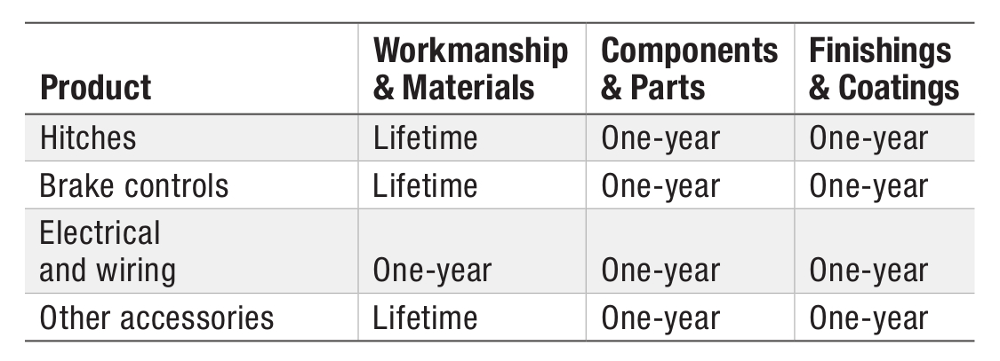 Product Workmanship & Materials Components & Parts Finishings & Coatings
Hitches Lifetime One-year One-year
Brake controls Lifetime One-year One-year
Electrical and wiring One-year One-year One-year
Other accessories Lifetime One-year One-year